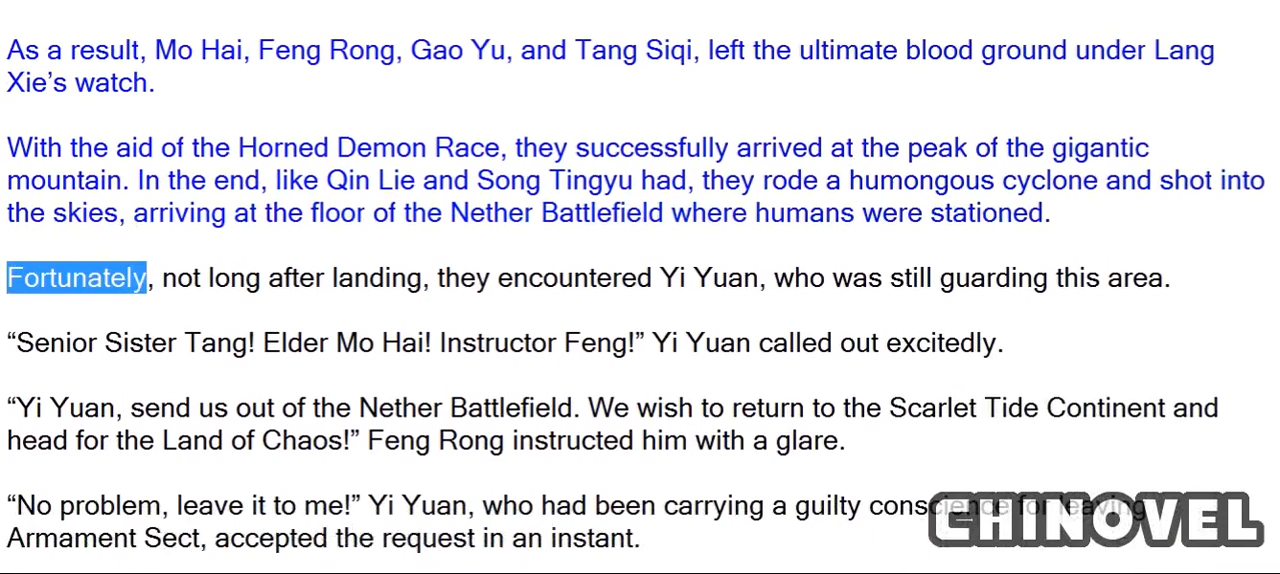 As a result, Mo Hai, Feng Rong, Gao Yu, and Tang Siqi, left the ultimate blood ground under Lang
Xie’s watch.
With the aid of the Horned Demon Race, they successfully arrived at the peak of the gigantic
mountain. In the end, like Qin Lie and Song Tingyu had, they rode a humongous cyclone and shot into
the skies, arriving at the floor of the Nether Battlefield where humans were stationed.
Fortunately, not long after landing, they encountered Yi Yuan, who was still guarding this area.
“Senior Sister Tang! Elder Mo Hai! Instructor Feng!” Yi Yuan called out excitedly.
“Yi Yuan, send us out of the Nether Battlefield. We wish to return to the Scarlet Tide Continent and
head for the Land of Chaos!” Feng Rong instructed him with a glare.
“No problem, leave it to me!” Yi Yuan, who had been carrying a guilty conscience for leaving
Armament Sect, accepted the request in an instant.
CHINOVEL